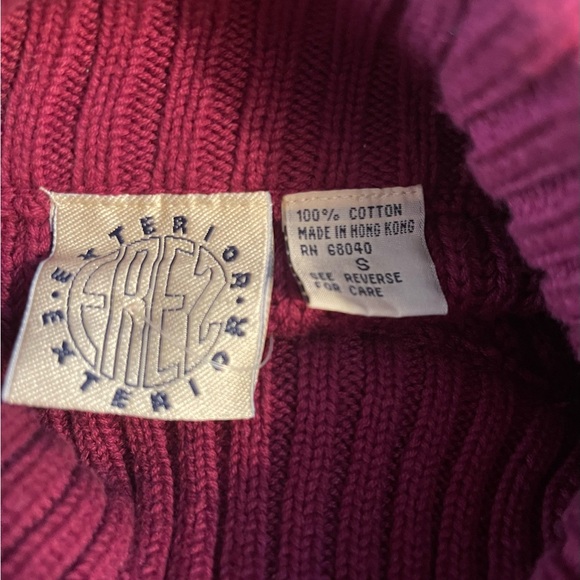 EXTERIOR · EXTERIOR ·
100% COTTON
MADE IN HONG KONG
RN 68040
S
SEE REVERSE
FOR CARE